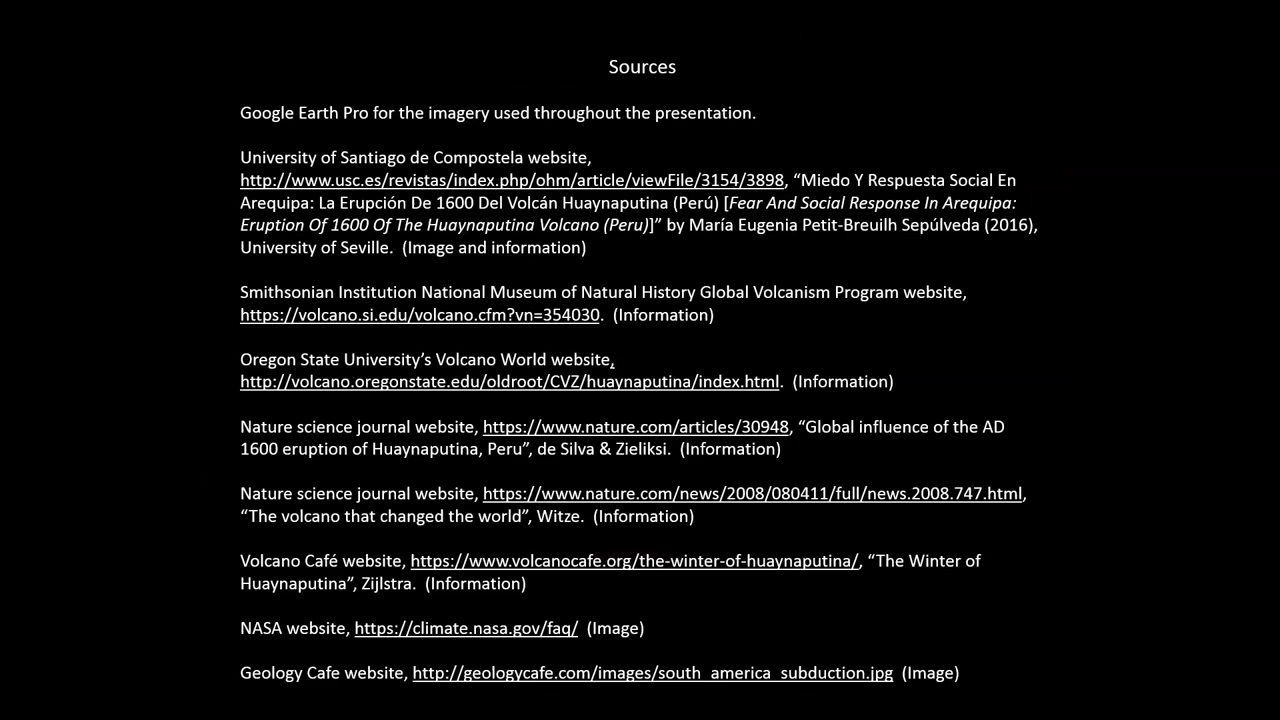 Sources
Google Earth Pro for the imagery used throughout the presentation.
University of Santiago de Compostela website,
http://www.usc.es/revistas/index.php/ohm/article/viewFile/3154/3898, “Miedo Y Respuesta Social En
Arequipa: La Erupción De 1600 Del Volcán Huaynaputina (Perú) [Fear And Social Response In Arequipa:
Eruption Of 1600 Of The Huaynaputina Volcano (Peru)]” by María Eugenia Petit-Breuilh Sepúlveda (2016),
University of Seville.  (Image and information)
Smithsonian Institution National Museum of Natural History Global Volcanism Program website,
https://volcano.si.edu/volcano.cfm?vn=354030.  (Information)
Oregon State University’s Volcano World website,
http://volcano.oregonstate.edu/oldroot/CVZ/huaynaputina/index.html.  (Information)
Nature science journal website, https://www.nature.com/articles/30948, “Global influence of the AD
1600 eruption of Huaynaputina, Peru”, de Silva & Zieliksi.  (Information)
Nature science journal website, https://www.nature.com/news/2008/080411/full/news.2008.747.html,
“The volcano that changed the world”, Witze.  (Information)
Volcano Café website, https://www.volcanocafe.org/the-winter-of-huaynaputina/, “The Winter of
Huaynaputina”, Zijlstra.  (Information)
NASA website, https://climate.nasa.gov/faq/  (Image)
Geology Cafe website, http://geologycafe.com/images/south_america_subduction.jpg  (Image)